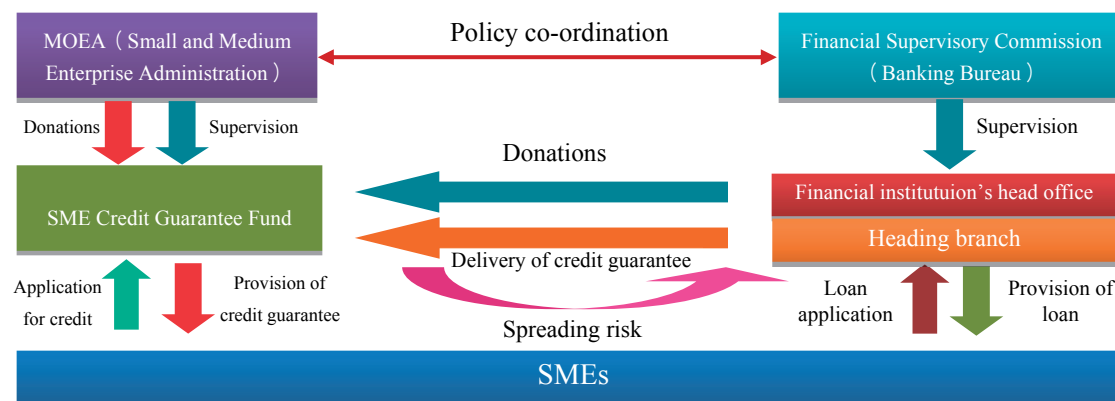 MOEA（Small and Medium
Enterprise Administration）
Policy co-ordination
Financial Supervisory Commission
（Banking Bureau）
Donations
Supervision
Supervision
Donations
SME Credit Guarantee Fund
Financial institutuion’s head office
Heading branch
Delivery of credit guarantee
Application
for credit
Provision of
credit guarantee
Spreading risk
Loan
application
Provision of
loan
SMEs